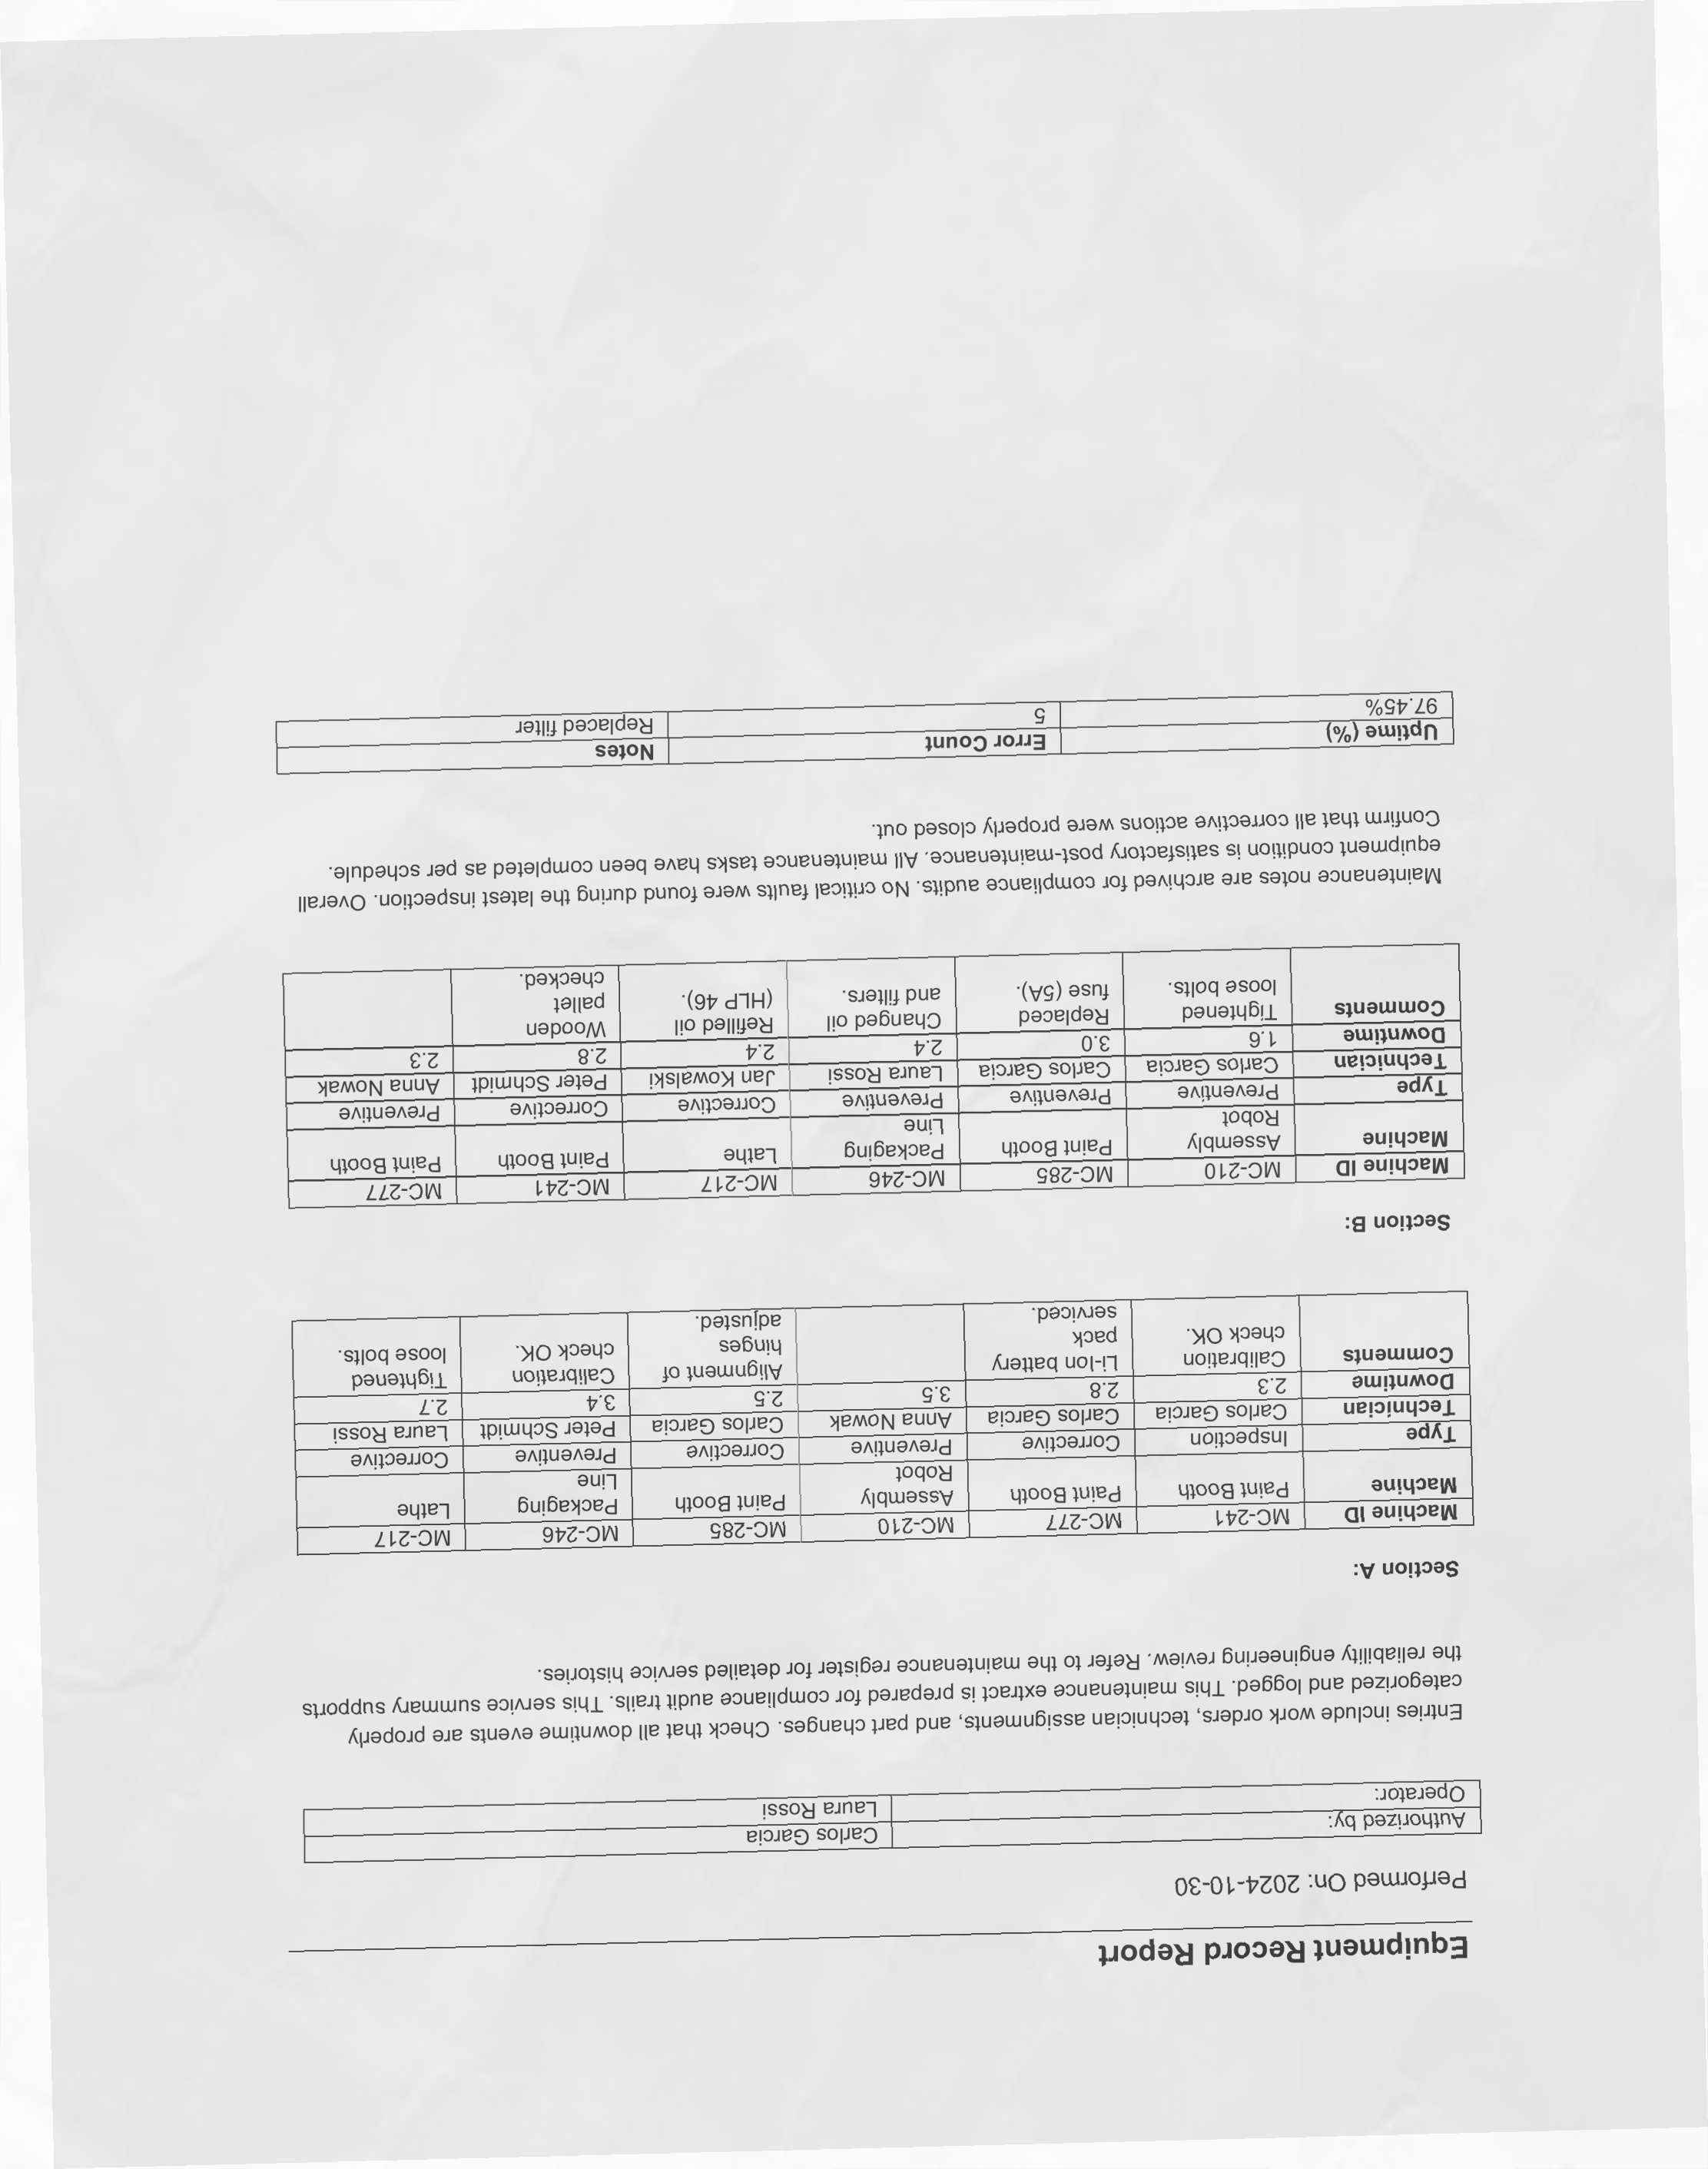 Equipment Record Report
Performed On: 2024-10-30
Authorized by: Carlos Garcia
Operator: Laura Rossi
Entries include work orders, technician assignments, and part changes. Check that all downtime events are properly
categorized and logged. This maintenance extract is prepared for compliance audit trails. This service summary supports
the reliability engineering review. Refer to the maintenance register for detailed service histories.
Section A:
Machine ID MC-241 MC-277 MC-210 MC-285 MC-246 MC-217
Machine Paint Booth Paint Booth Assembly Robot Paint Booth Packaging Line Lathe
Type Inspection Corrective Preventive Corrective Preventive Corrective
Technician Carlos Garcia Carlos Garcia Anna Nowak Carlos Garcia Peter Schmidt Laura Rossi
Downtime 2.3 2.8 3.5 2.5 3.4 2.7
Comments Calibration check OK. Li-Ion battery pack serviced. Alignment of hinges adjusted. Calibration check OK. Tightened loose bolts.
Section B:
Machine ID MC-210 MC-285 MC-246 MC-217 MC-241 MC-277
Machine Assembly Robot Paint Booth Packaging Line Lathe Paint Booth Paint Booth
Type Preventive Preventive Preventive Corrective Corrective Preventive
Technician Carlos Garcia Carlos Garcia Laura Rossi Jan Kowalski Peter Schmidt Anna Nowak
Downtime 1.6 3.0 2.4 2.4 2.8 2.3
Comments Tightened loose bolts. Replaced fuse (5A). Changed oil and filters. Refilled oil (HLP 46). Wooden pallet checked.
Maintenance notes are archived for compliance audits. No critical faults were found during the latest inspection. Overall
equipment condition is satisfactory post-maintenance. All maintenance tasks have been completed as per schedule.
Confirm that all corrective actions were properly closed out.
Uptime (%) Error Count Notes
97.45% 5 Replaced filter